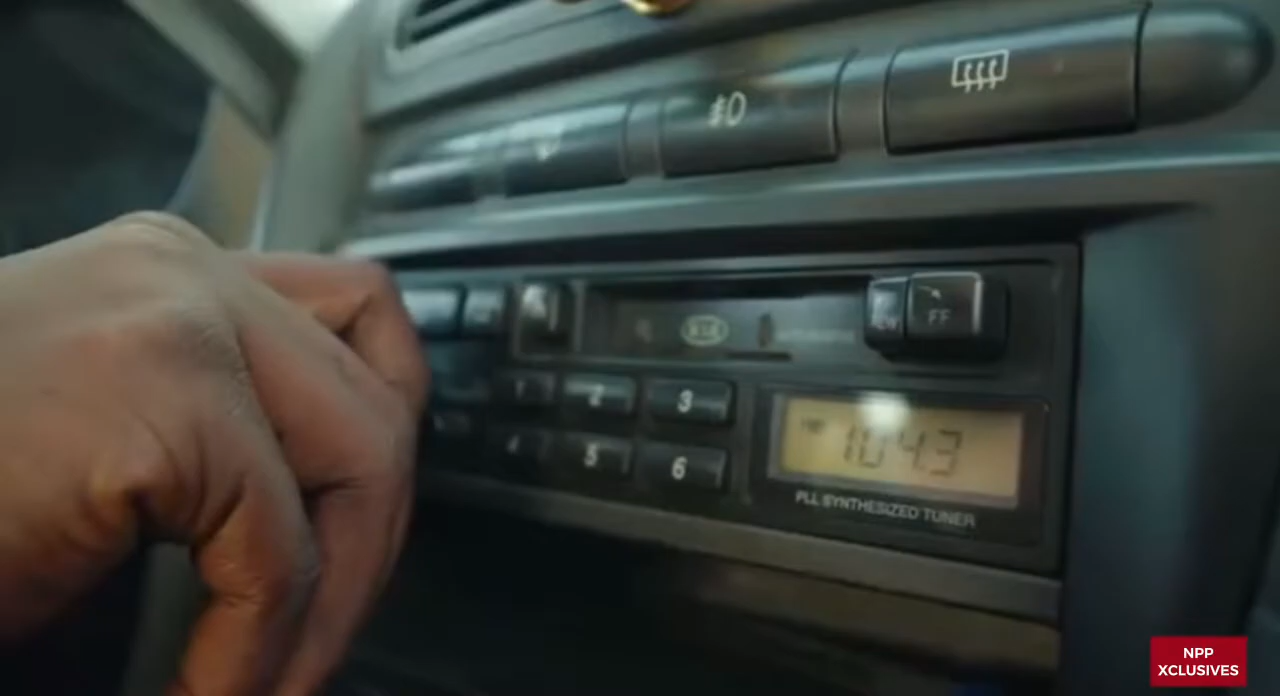 KIA
FF
1
2
3
4
5
6
104.3
PLL SYNTHESIZED TUNER
NPP
XCLUSIVES